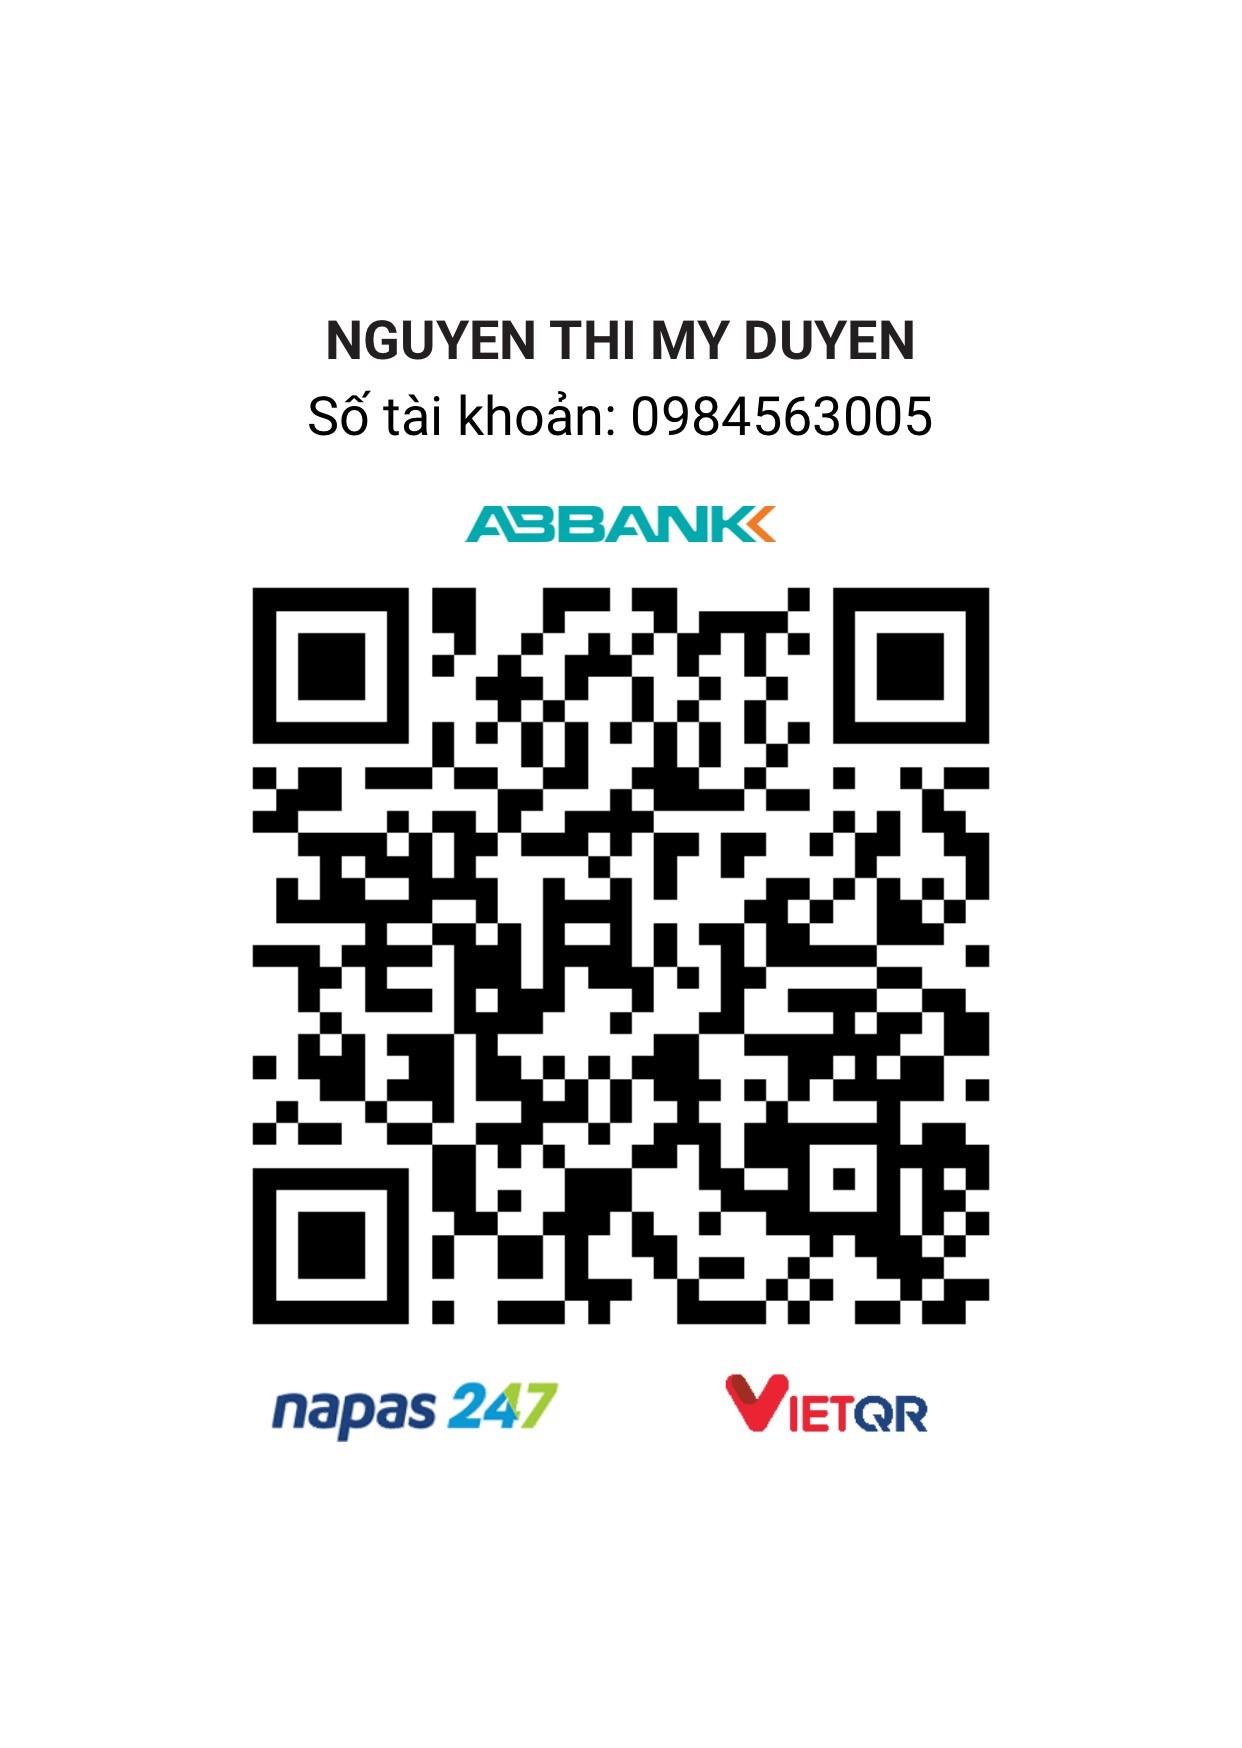 NGUYEN THI MY DUYEN
Số tài khoản: 0984563005
ABBANK
napas 247
VIETQR